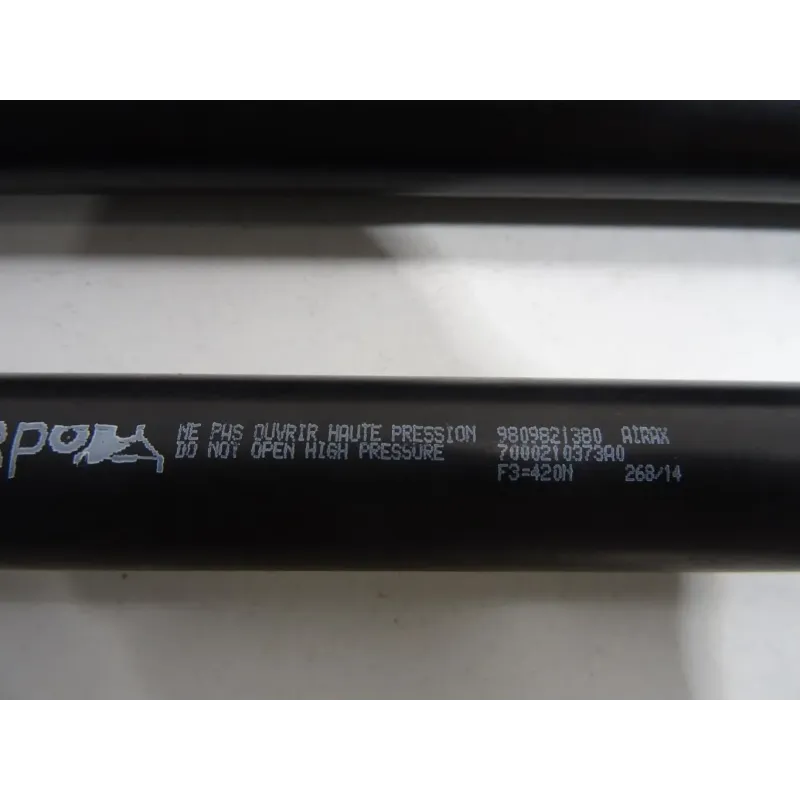 NE PAS OUVRIR HAUTE PRESSION 9809821380 AIRAX
DO NOT OPEN HIGH PRESSURE 7000210373A0
F3=420N 268/14